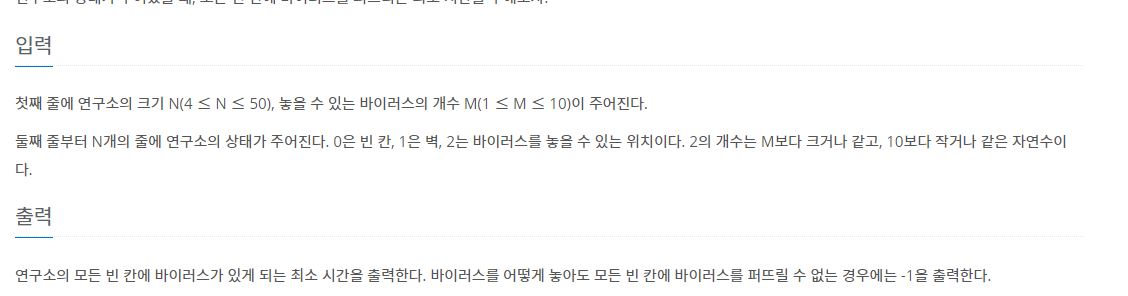 입력
첫째 줄에 연구소의 크기 N(4 ≤ N ≤ 50), 놓을 수 있는 바이러스의 개수 M(1 ≤ M ≤ 10)이 주어진다.
둘째 줄부터 N개의 줄에 연구소의 상태가 주어진다. 0은 빈 칸, 1은 벽, 2는 바이러스를 놓을 수 있는 위치이다. 2의 개수는 M보다 크거나 같고, 10보다 작거나 같은 자연수이
다.
출력
연구소의 모든 빈 칸에 바이러스가 있게 되는 최소 시간을 출력한다. 바이러스를 어떻게 놓아도 모든 빈 칸에 바이러스를 퍼뜨릴 수 없는 경우에는 -1을 출력한다.